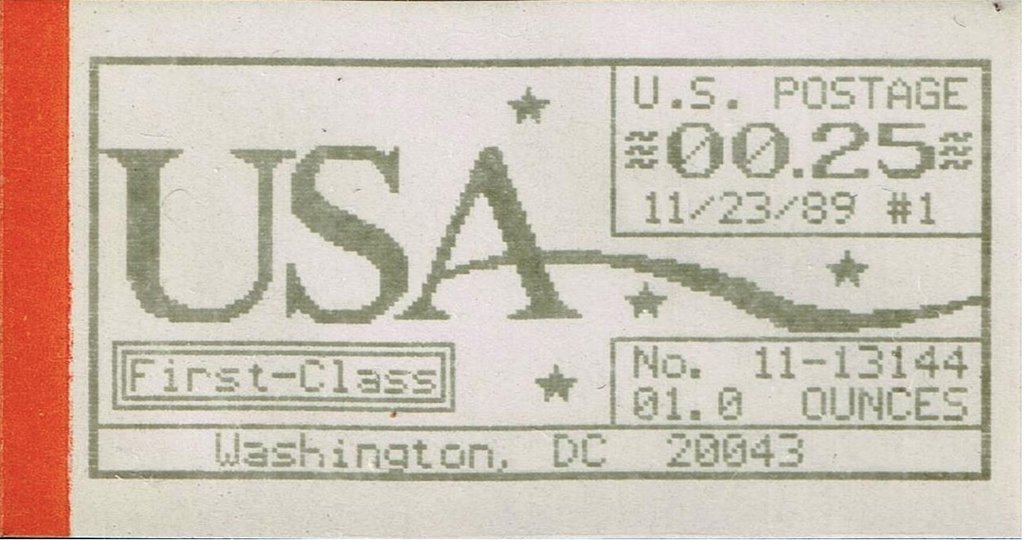 USA
U.S. POSTAGE
≈00.25≈
11/23/89 #1
First-Class
No. 11-13144
01.0 OUNCES
Washington, DC 20043